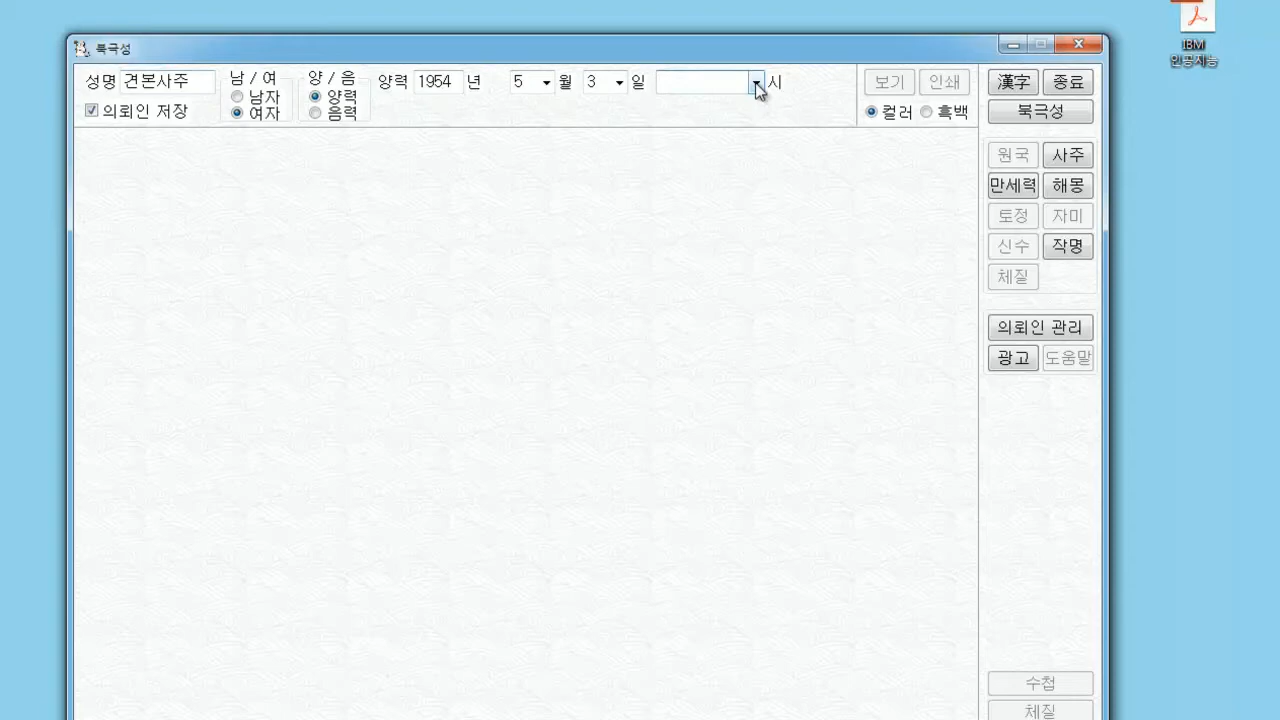 IBM
인공지능
북극성
성명 견본사주 남 / 여 양 / 음 양력 1954 년 5 월 3 일 시 보기 인쇄 漢字 종료
남자 양력
의뢰인 저장 여자 음력 컬러 흑백 북극성
원국 사주
만세력 해몽
토정 자미
신수 작명
체질
의뢰인 관리
광고 도움말
수첩
체질